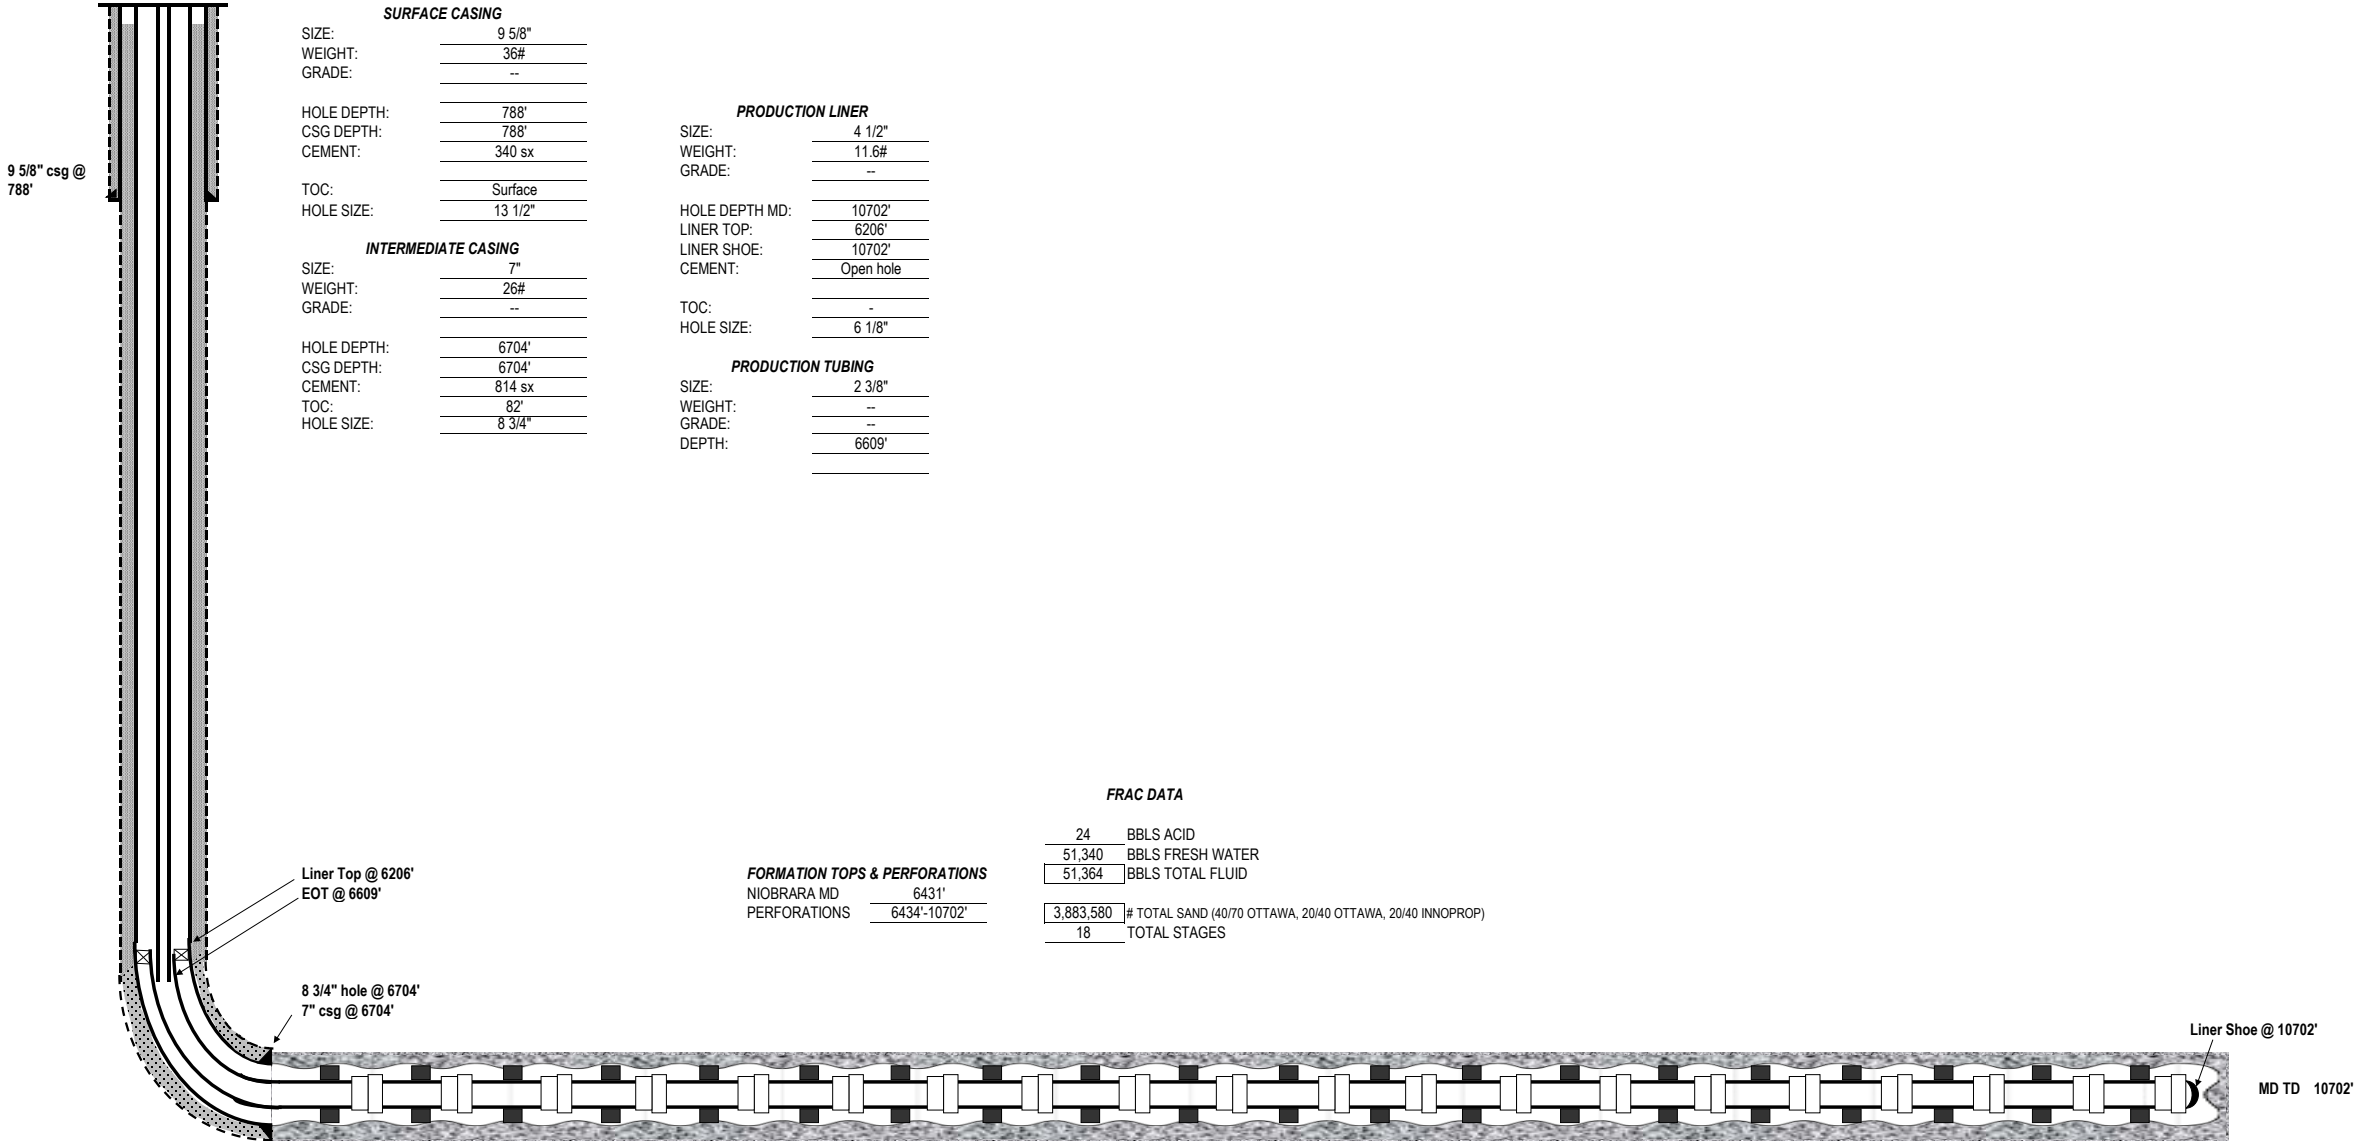 SURFACE CASING
SIZE: 9 5/8"
WEIGHT: 36#
GRADE: --
HOLE DEPTH: 788'
CSG DEPTH: 788'
CEMENT: 340 sx
TOC: Surface
HOLE SIZE: 13 1/2"
9 5/8" csg @
788'
INTERMEDIATE CASING
SIZE: 7"
WEIGHT: 26#
GRADE: --
HOLE DEPTH: 6704'
CSG DEPTH: 6704'
CEMENT: 814 sx
TOC: 82'
HOLE SIZE: 8 3/4"
PRODUCTION LINER
SIZE: 4 1/2"
WEIGHT: 11.6#
GRADE: --
HOLE DEPTH MD: 10702'
LINER TOP: 6206'
LINER SHOE: 10702'
CEMENT: Open hole
TOC: -
HOLE SIZE: 6 1/8"
PRODUCTION TUBING
SIZE: 2 3/8"
WEIGHT: --
GRADE: --
DEPTH: 6609'
FRAC DATA
24 BBLS ACID
51,340 BBLS FRESH WATER
51,364 BBLS TOTAL FLUID
3,883,580 # TOTAL SAND (40/70 OTTAWA, 20/40 OTTAWA, 20/40 INNOPROP)
18 TOTAL STAGES
FORMATION TOPS & PERFORATIONS
NIOBRARA MD 6431'
PERFORATIONS 6434'-10702'
Liner Top @ 6206'
EOT @ 6609'
8 3/4" hole @ 6704'
7" csg @ 6704'
Liner Shoe @ 10702'
MD TD 10702'